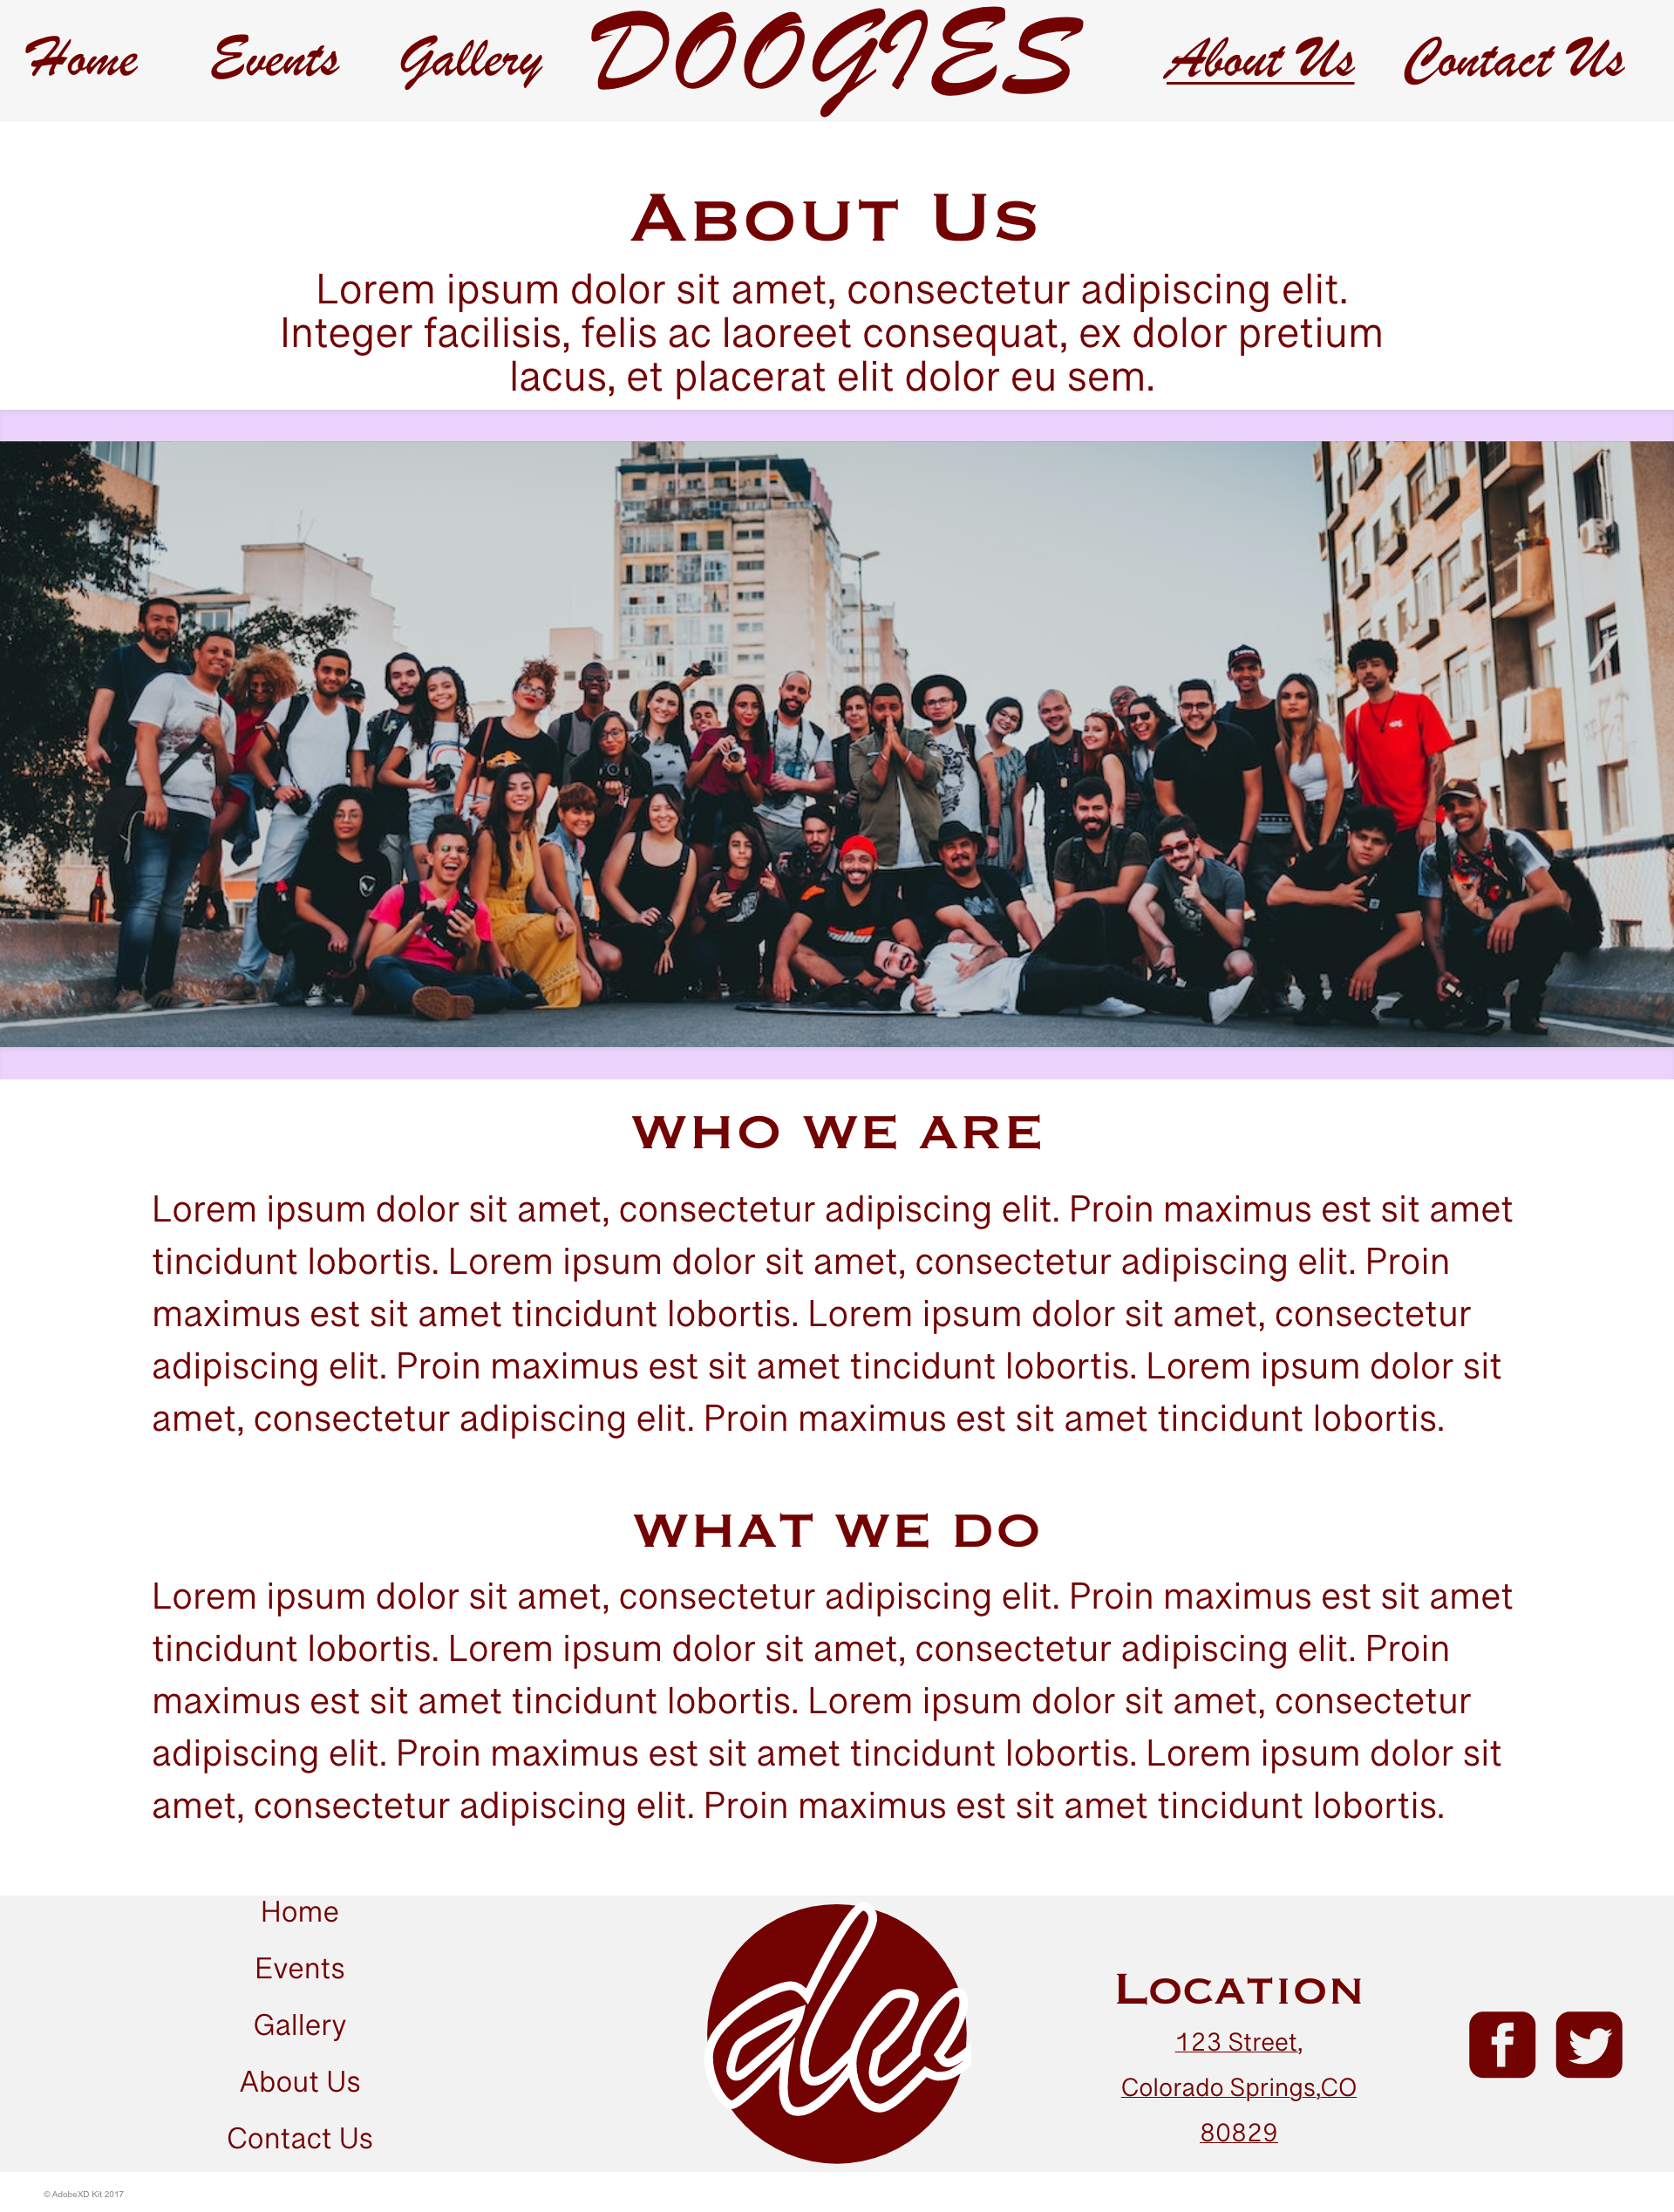 Home Events Gallery DOOGIES About Us Contact Us
About Us
Lorem ipsum dolor sit amet, consectetur adipiscing elit.
Integer facilisis, felis ac laoreet consequat, ex dolor pretium
lacus, et placerat elit dolor eu sem.
WHO WE ARE
Lorem ipsum dolor sit amet, consectetur adipiscing elit. Proin maximus est sit amet
tincidunt lobortis. Lorem ipsum dolor sit amet, consectetur adipiscing elit. Proin
maximus est sit amet tincidunt lobortis. Lorem ipsum dolor sit amet, consectetur
adipiscing elit. Proin maximus est sit amet tincidunt lobortis. Lorem ipsum dolor sit
amet, consectetur adipiscing elit. Proin maximus est sit amet tincidunt lobortis.
WHAT WE DO
Lorem ipsum dolor sit amet, consectetur adipiscing elit. Proin maximus est sit amet
tincidunt lobortis. Lorem ipsum dolor sit amet, consectetur adipiscing elit. Proin
maximus est sit amet tincidunt lobortis. Lorem ipsum dolor sit amet, consectetur
adipiscing elit. Proin maximus est sit amet tincidunt lobortis. Lorem ipsum dolor sit
amet, consectetur adipiscing elit. Proin maximus est sit amet tincidunt lobortis.
Home
Events
Gallery
About Us
Contact Us
Location
123 Street,
Colorado Springs,CO
80829
© AdobeXD Kit 2017